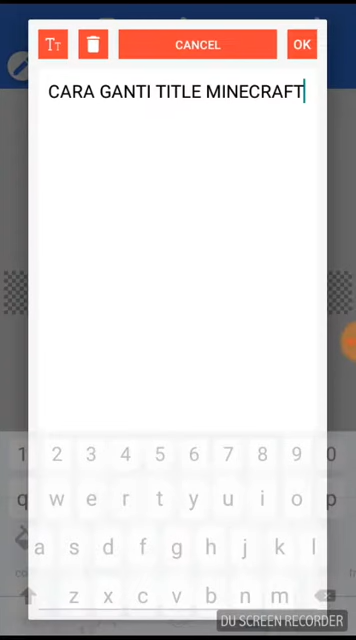 TT CANCEL OK
CARA GANTI TITLE MINECRAFT
1 2 3 4 5 6 7 8 9 0
q w e r t y u i o p
a s d f g h j k l
z x c v b n m
DU SCREEN RECORDER